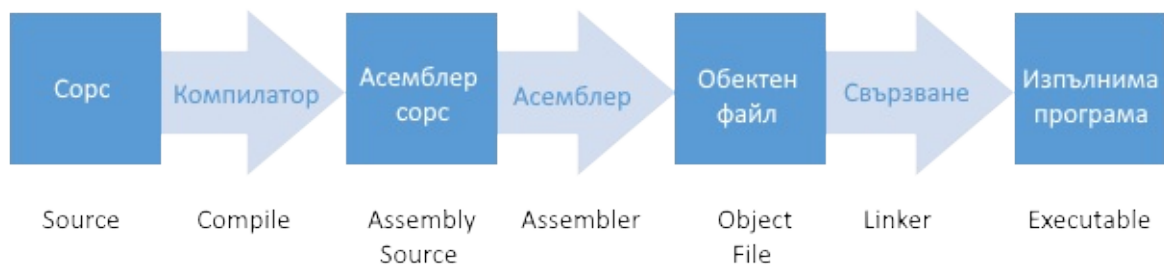 Сорс
Компилатор
Асемблер
сорс
Асемблер
Обектен
файл
Свързване
Изпълнима
програма
Source
Compile
Assembly
Source
Assembler
Object
File
Linker
Executable